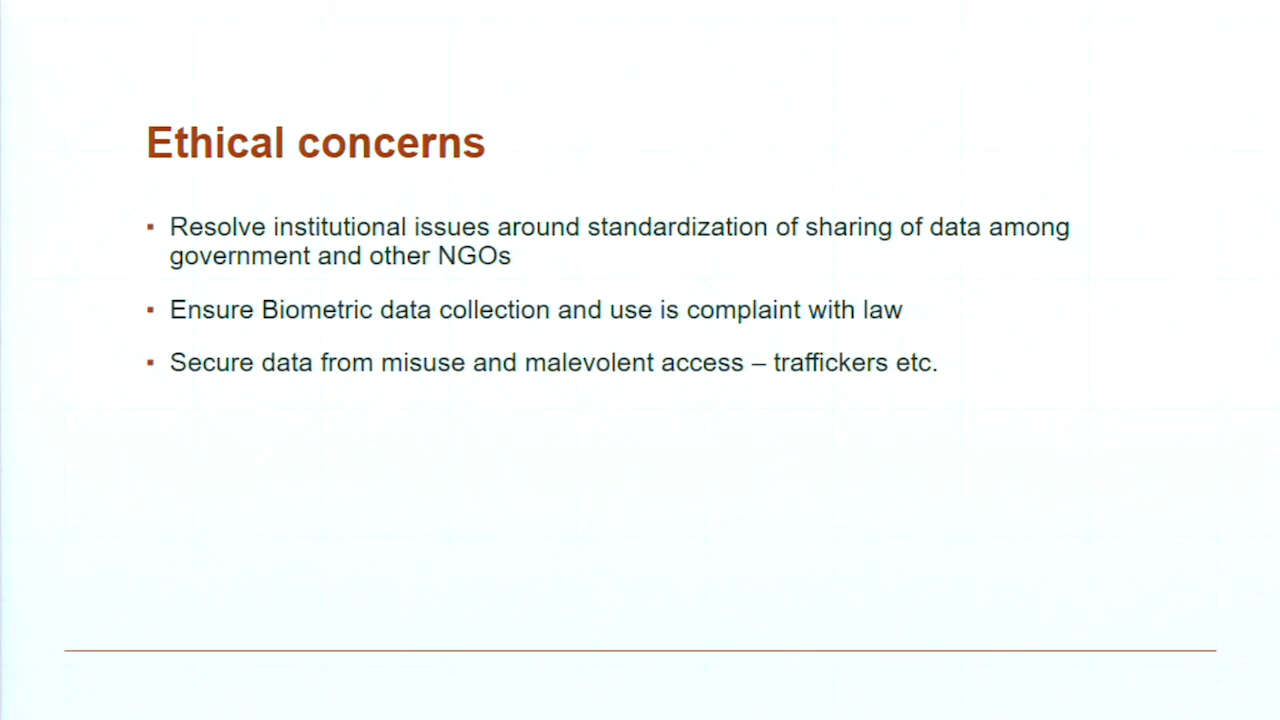 Ethical concerns
▪ Resolve institutional issues around standardization of sharing of data among
government and other NGOs
▪ Ensure Biometric data collection and use is complaint with law
▪ Secure data from misuse and malevolent access – traffickers etc.